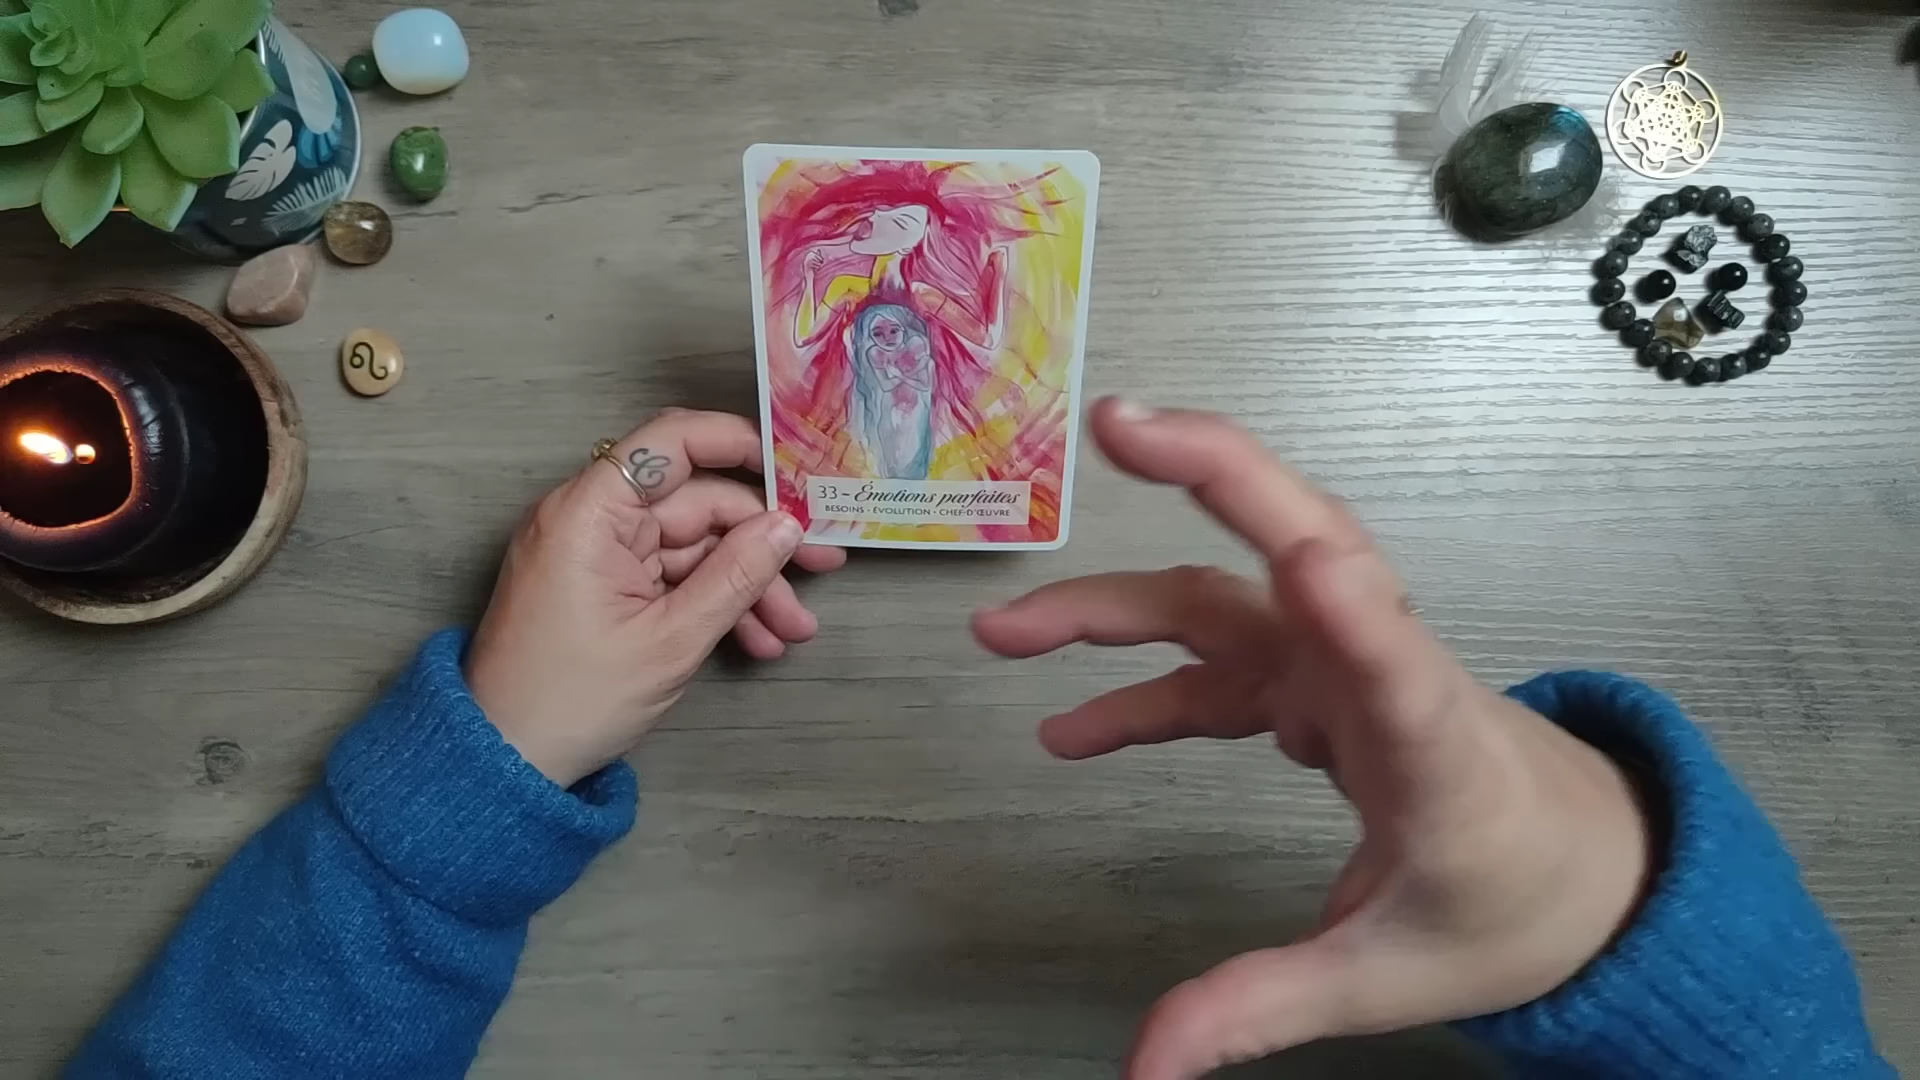 33 - Émotions parfaites
BESOINS • ÉVOLUTION • CHEF-D'ŒUVRE